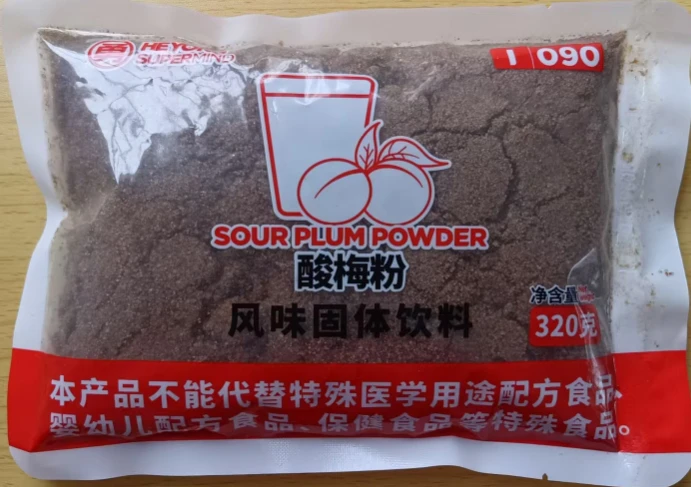 SUPERMIND
I 090
SOUR PLUM POWDER
酸梅粉
风味固体饮料
净含量
320克
本产品不能代替特殊医学用途配方食品、
婴幼儿配方食品、保健食品等特殊食品。